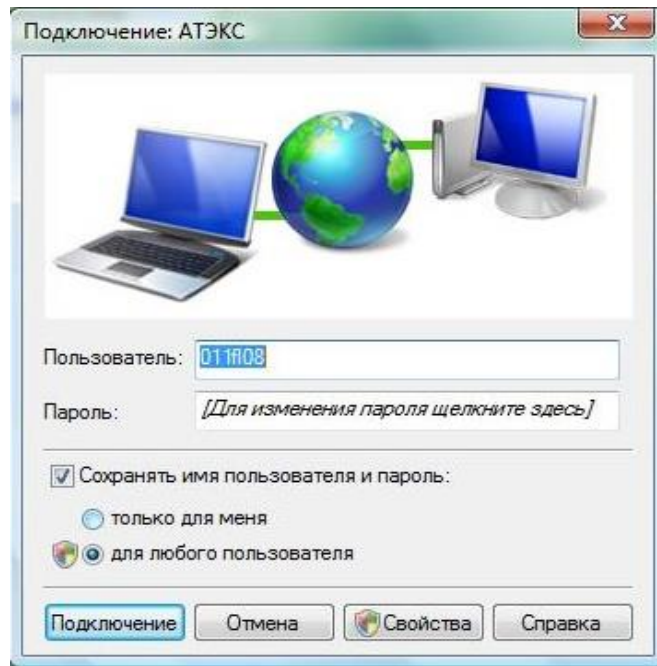 Подключение: АТЭКС
Пользователь: 011fl08
Пароль: [Для изменения пароля щелкните здесь]
Сохранять имя пользователя и пароль:
только для меня
для любого пользователя
Подключение Отмена Свойства Справка